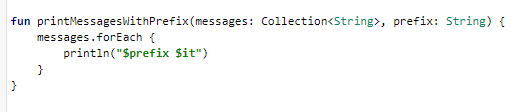 fun printMessagesWithPrefix(messages: Collection<String>, prefix: String) {
    messages.forEach {
        println("$prefix $it")
    }
}